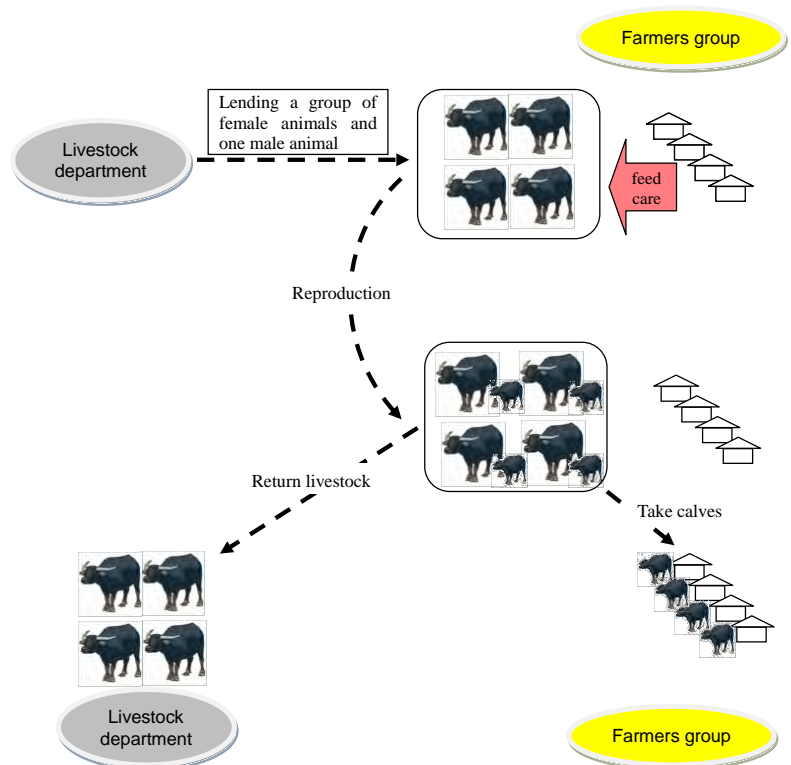 Farmers group
Lending a group of
female animals and
one male animal
Livestock
department
feed
care
Reproduction
Return livestock
Take calves
Livestock
department
Farmers group